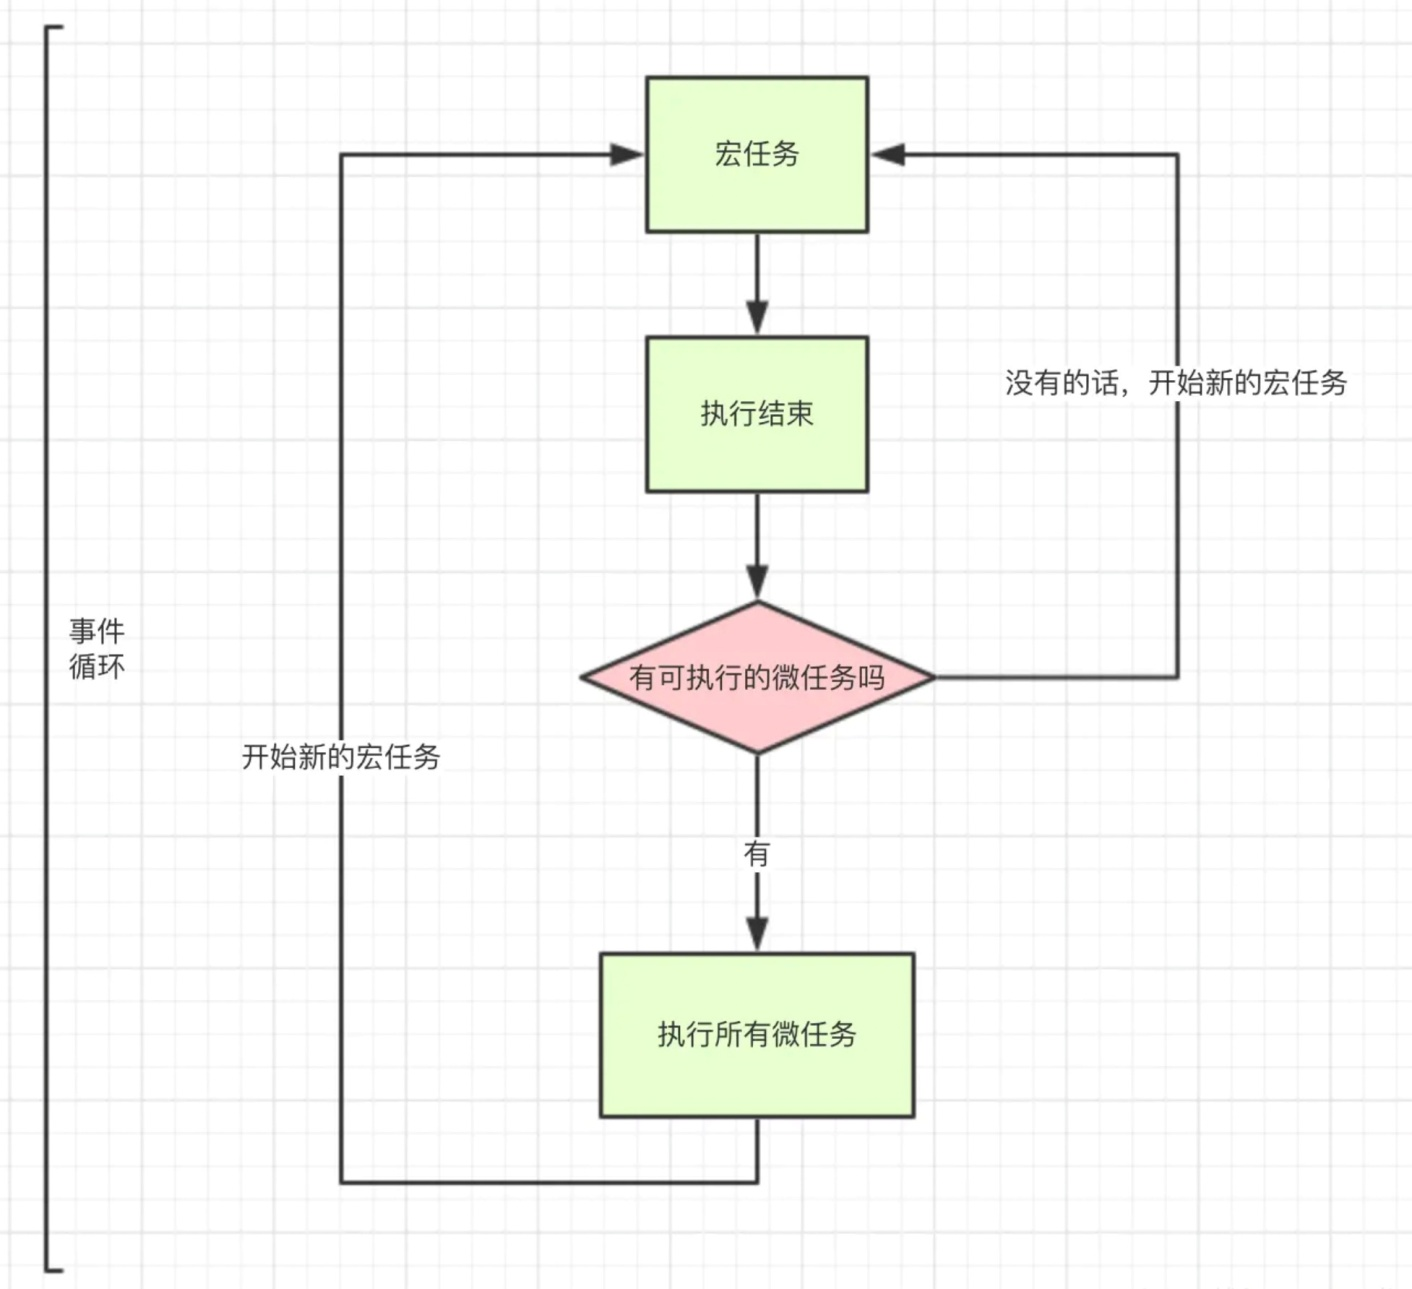 宏任务
执行结束
没有的话，开始新的宏任务
事件
循环
有可执行的微任务吗
开始新的宏任务
有
执行所有微任务